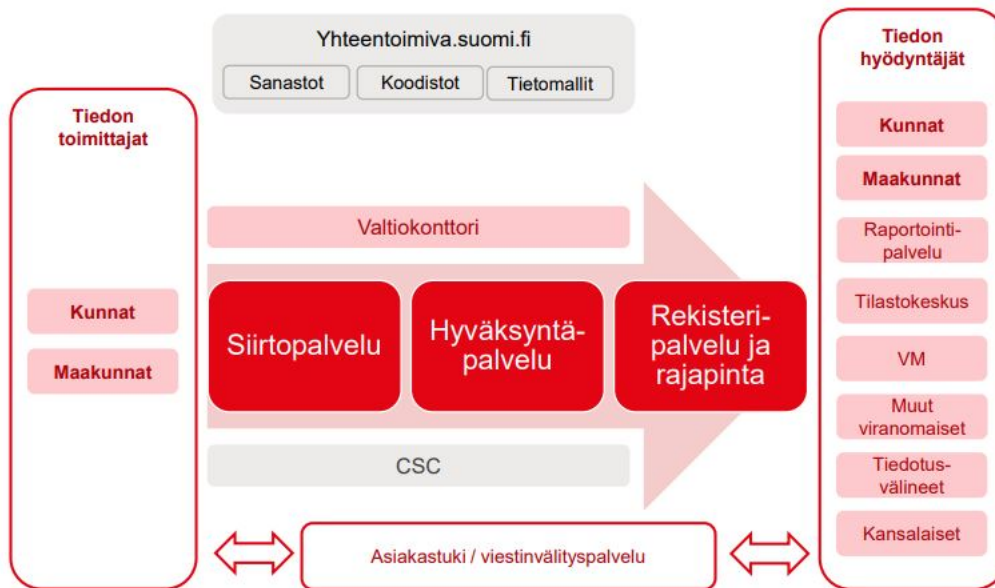 Yhteentoimiva.suomi.fi
Sanastot
Koodistot
Tietomallit
Tiedon
toimittajat
Kunnat
Maakunnat
Valtiokonttori
Siirtopalvelu
Hyväksyntä-
palvelu
Rekisteri-
palvelu ja
rajapinta
CSC
Asiakastuki / viestinvälityspalvelu
Tiedon
hyödyntäjät
Kunnat
Maakunnat
Raportointi-
palvelu
Tilastokeskus
VM
Muut
viranomaiset
Tiedotus-
välineet
Kansalaiset